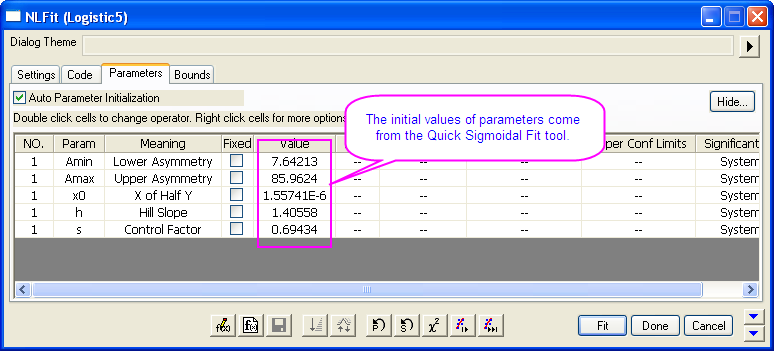 NLFit (Logistic5)
Dialog Theme
Settings Code Parameters Bounds
Auto Parameter Initialization
Hide...
Double click cells to change operator. Right click cells for more options
The initial values of parameters come
from the Quick Sigmoidal Fit tool.
NO. Param Meaning Fixed Value per Conf Limits Significant
1 Amin Lower Asymmetry 7.64213 -- -- -- -- System
1 Amax Upper Asymmetry 85.9624 -- -- -- -- System
1 x0 X of Half Y 1.55741E-6 -- -- -- -- System
1 h Hill Slope 1.40558 -- -- -- -- System
1 s Control Factor 0.69434 -- -- -- -- System
Fit Done Cancel